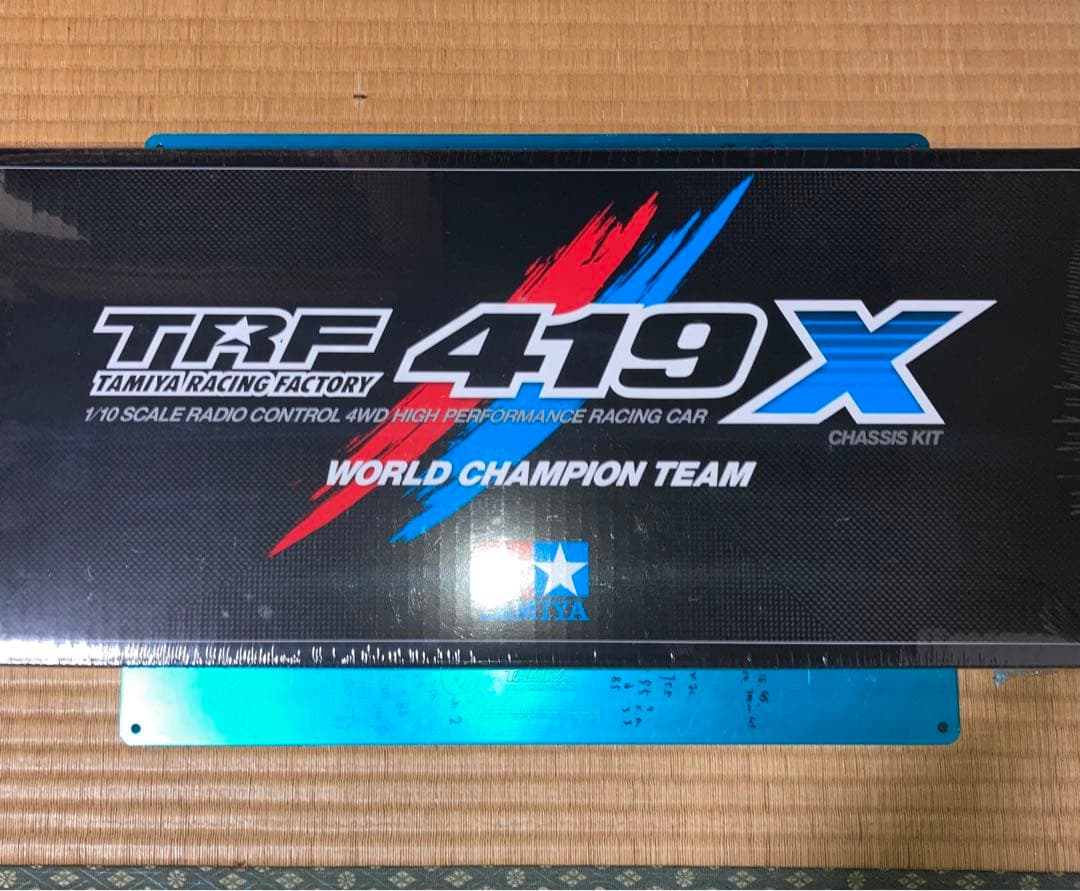 TRF 419X
TAMIYA RACING FACTORY
1/10 SCALE RADIO CONTROL 4WD HIGH PERFORMANCE RACING CAR
CHASSIS KIT
WORLD CHAMPION TEAM
TAMIYA